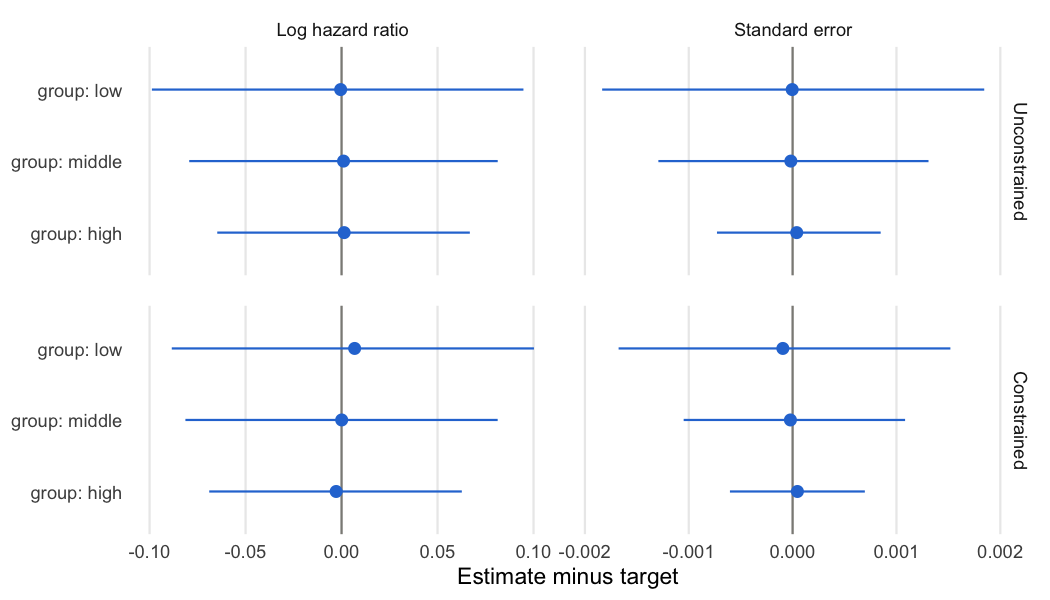 Log hazard ratio Standard error
group: low
group: middle
group: high
Unconstrained
group: low
group: middle
group: high
Constrained
-0.10 -0.05 0.00 0.05 0.10 -0.002 -0.001 0.000 0.001 0.002
Estimate minus target